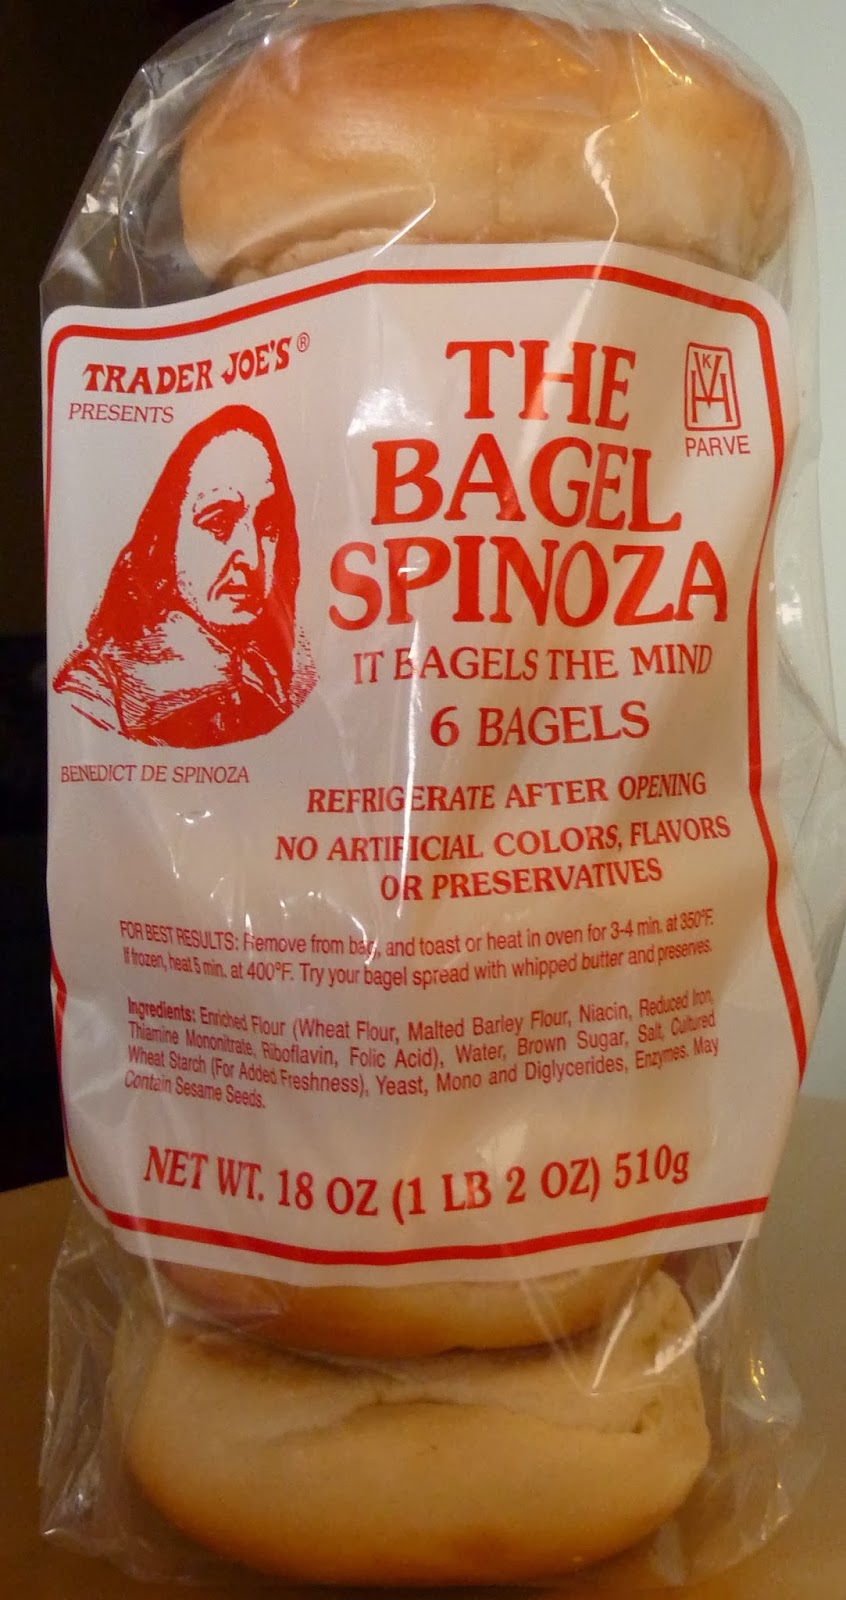 TRADER JOE'S®
PRESENTS
THE
BAGEL
SPINOZA
KVH
PARVE
IT BAGELS THE MIND
6 BAGELS
BENEDICT DE SPINOZA
REFRIGERATE AFTER OPENING
NO ARTIFICIAL COLORS, FLAVORS
OR PRESERVATIVES
FOR BEST RESULTS: Remove from bag, and toast or heat in oven for 3-4 min. at 350°F.
If frozen, heat 5 min. at 400°F. Try your bagel spread with whipped butter and preserves.
Ingredients: Enriched Flour (Wheat Flour, Malted Barley Flour, Niacin, Reduced Iron,
Thiamine Mononitrate, Riboflavin, Folic Acid), Water, Brown Sugar, Salt, Cultured
Wheat Starch (For Added Freshness), Yeast, Mono and Diglycerides, Enzymes. May
Contain Sesame Seeds.
NET WT. 18 OZ (1 LB 2 OZ) 510g